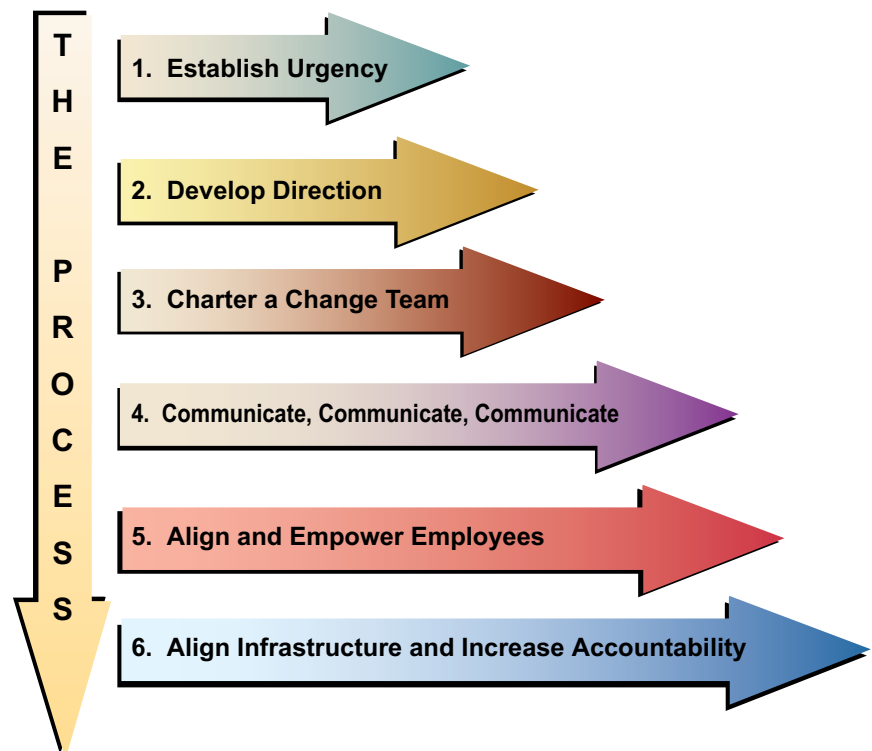 THE PROCESS
1. Establish Urgency
2. Develop Direction
3. Charter a Change Team
4. Communicate, Communicate, Communicate
5. Align and Empower Employees
6. Align Infrastructure and Increase Accountability